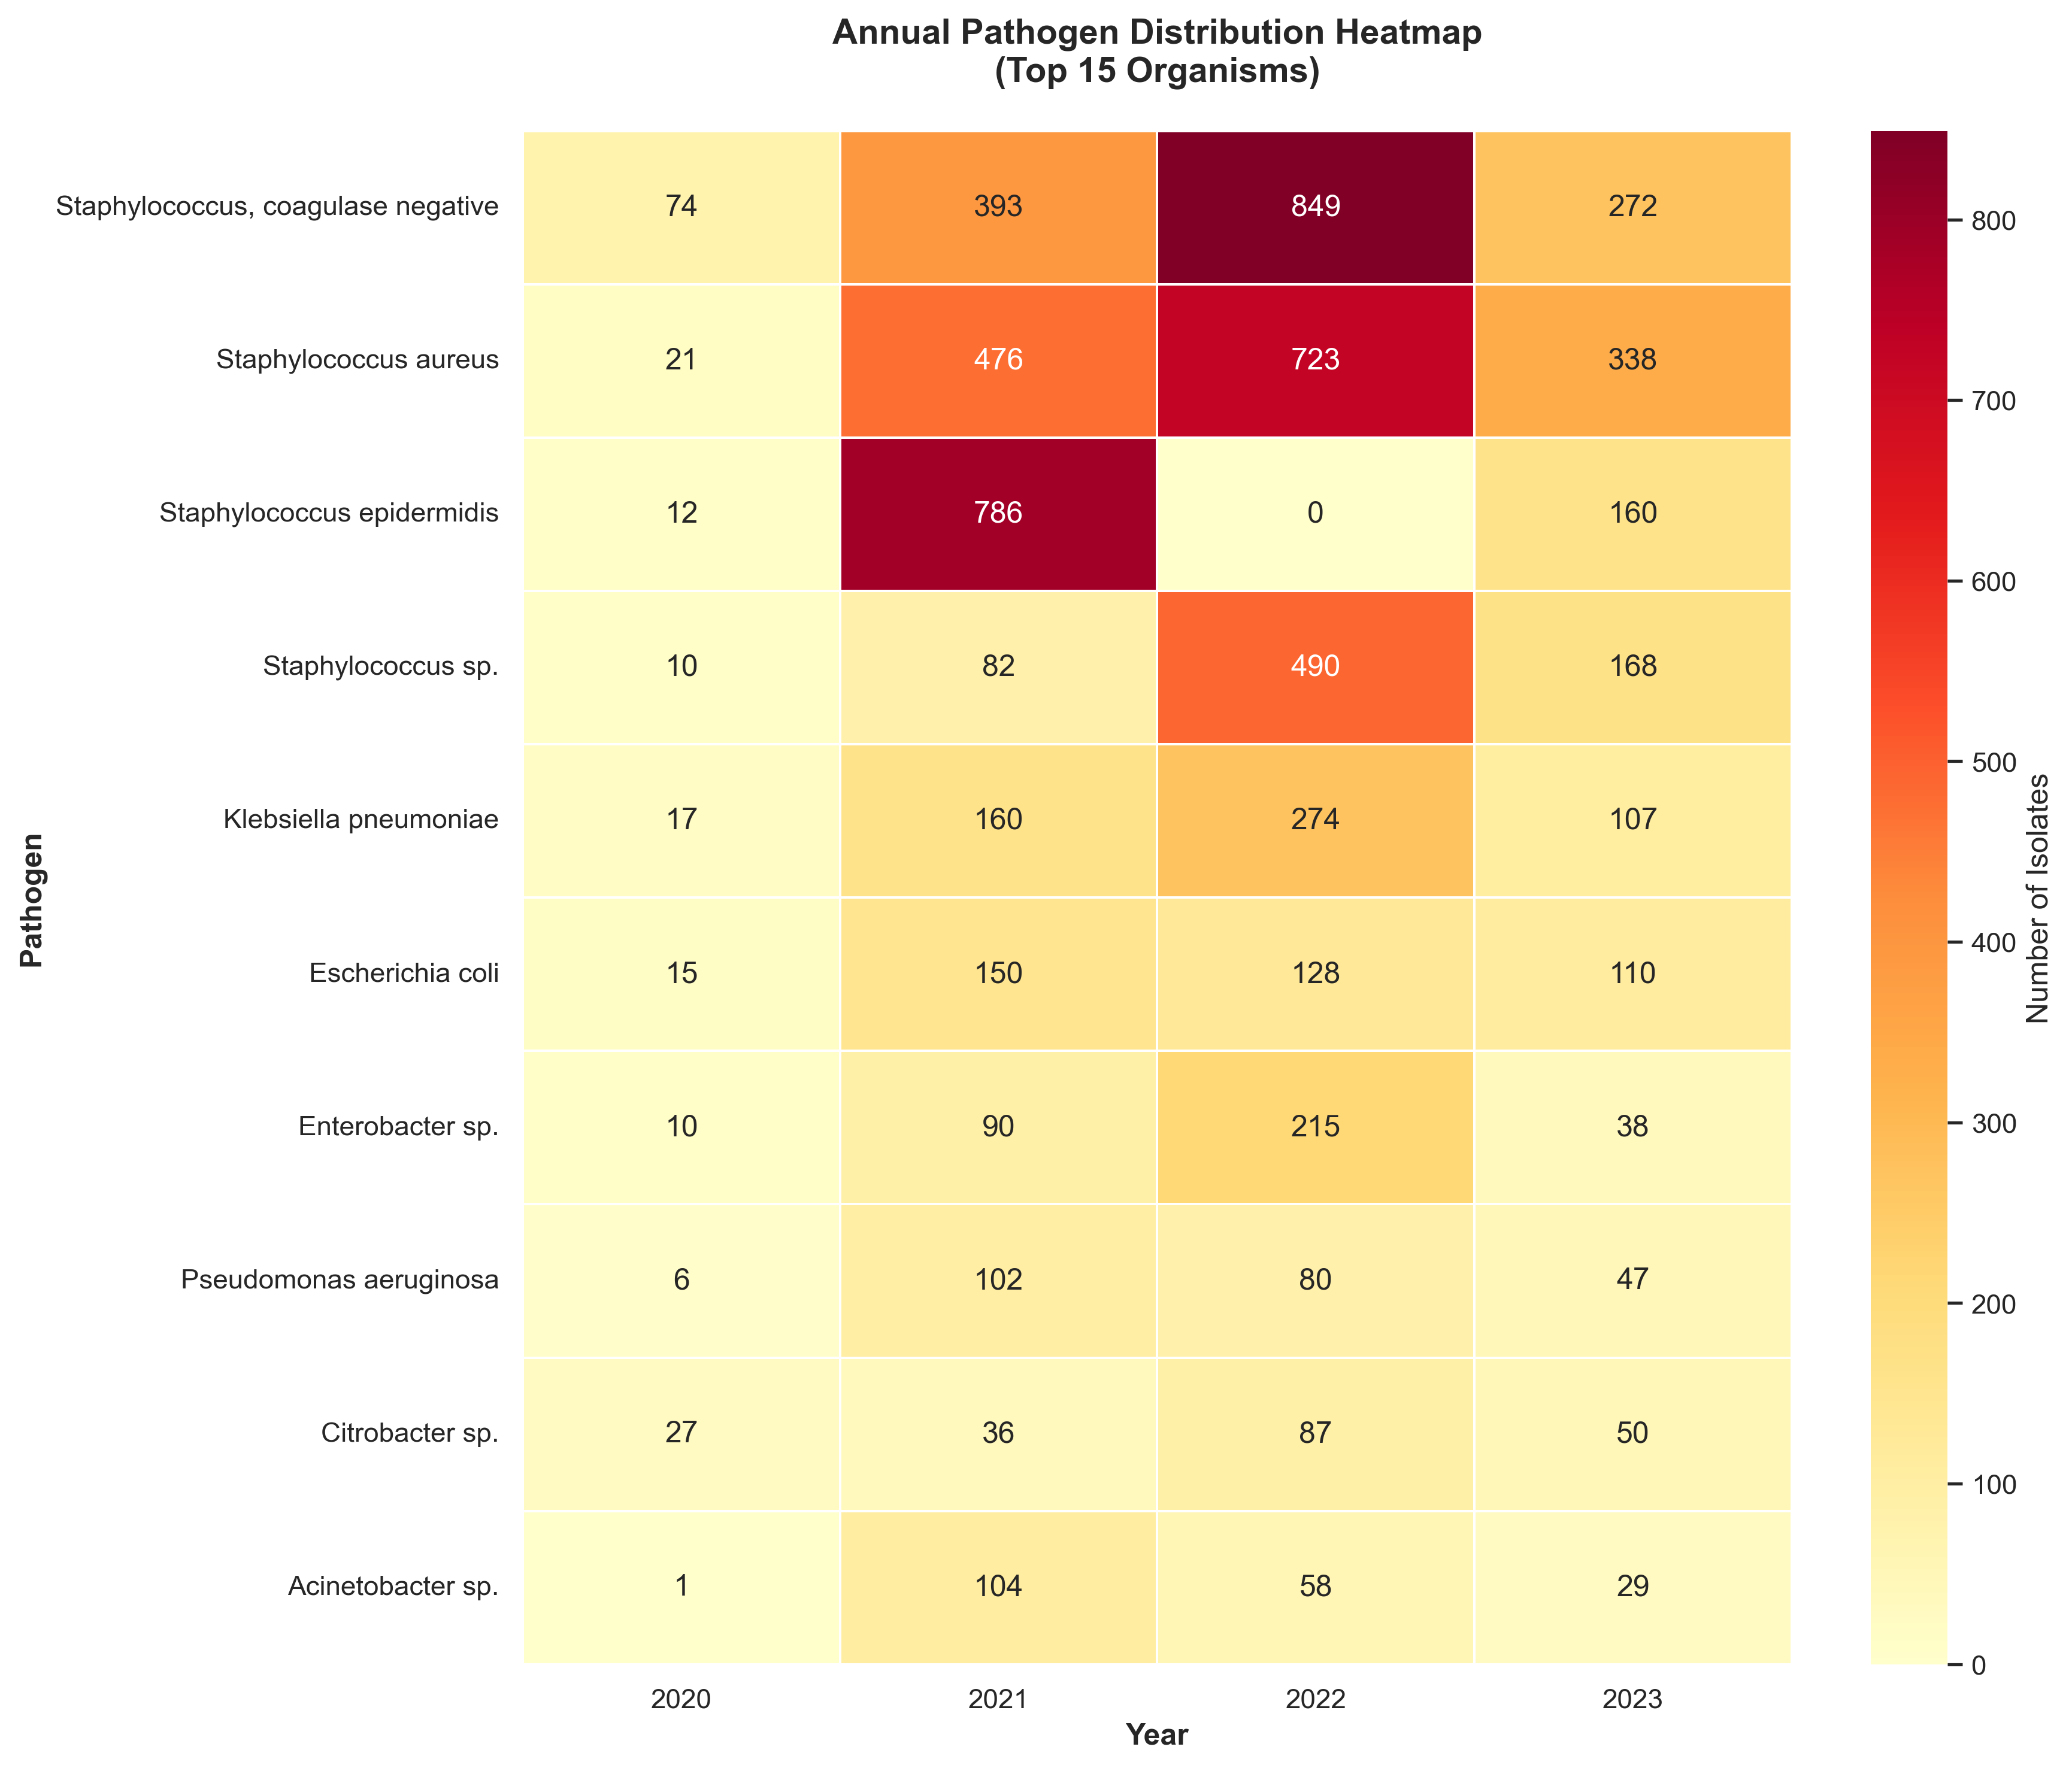 Annual Pathogen Distribution Heatmap
(Top 15 Organisms)
Staphylococcus, coagulase negative 74 393 849 272
Staphylococcus aureus 21 476 723 338
Staphylococcus epidermidis 12 786 0 160
Staphylococcus sp. 10 82 490 168
Klebsiella pneumoniae 17 160 274 107
Escherichia coli 15 150 128 110
Enterobacter sp. 10 90 215 38
Pseudomonas aeruginosa 6 102 80 47
Citrobacter sp. 27 36 87 50
Acinetobacter sp. 1 104 58 29
2020 2021 2022 2023
Year
Pathogen
800
700
600
500
400
300
200
100
0
Number of Isolates